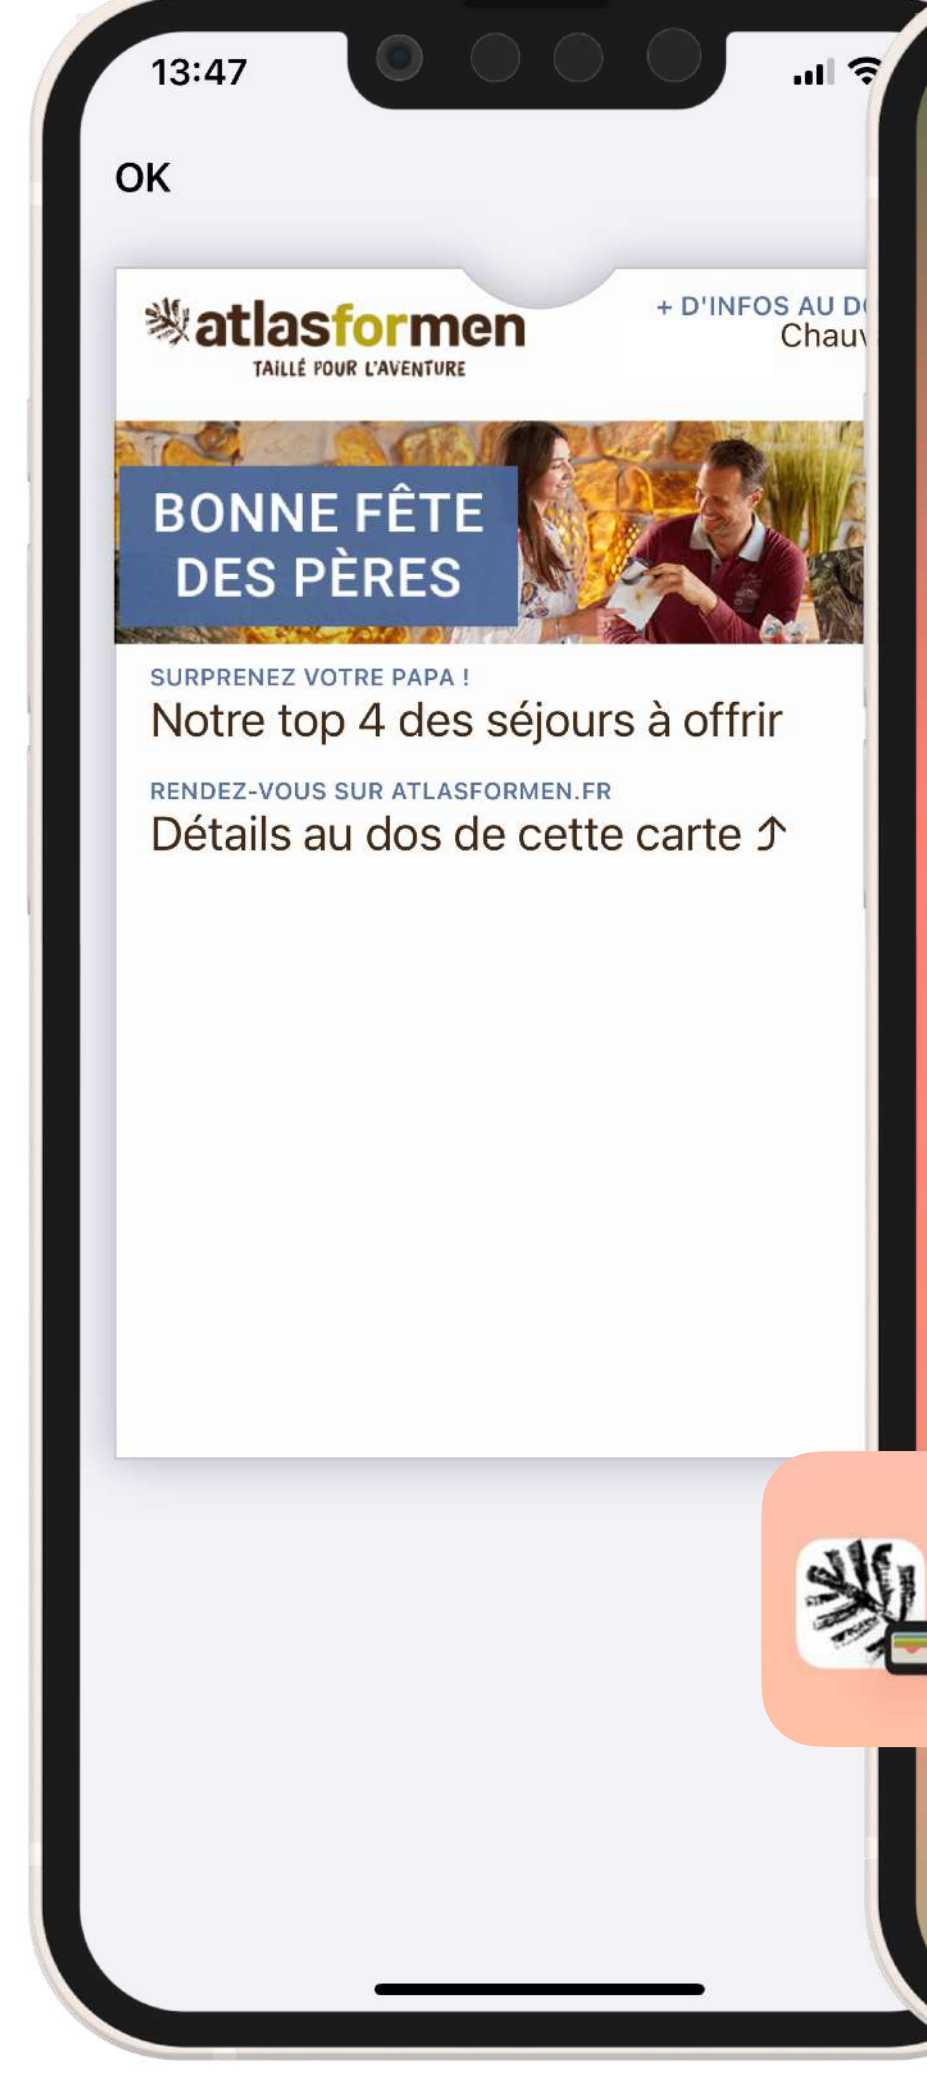 13:47
OK
atlasformen
TAILLÉ POUR L'AVENTURE
+ D'INFOS AU
BONNE FÊTE
DES PÈRES
SURPRENEZ VOTRE PAPA !
Notre top 4 des séjours à offrir
RENDEZ-VOUS SUR ATLASFORMEN.FR
Détails au dos de cette carte ⤴